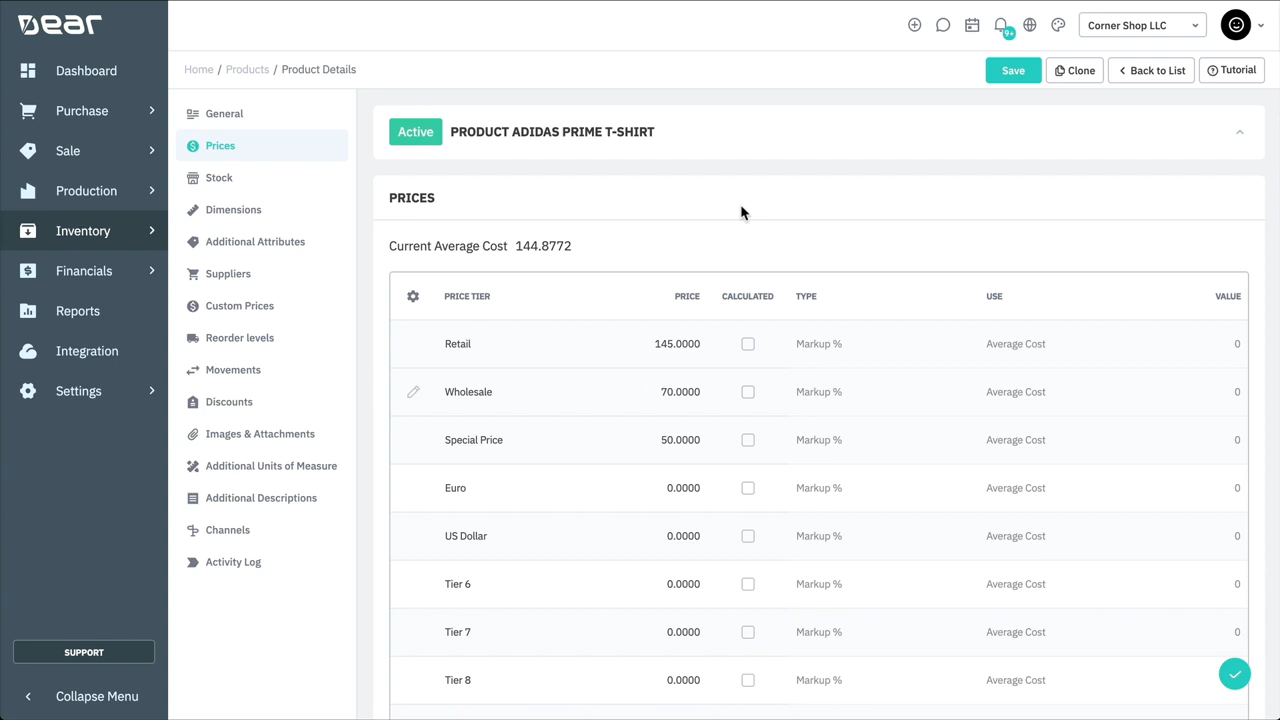 DEAR
9+
Corner Shop LLC
Dashboard
Purchase
Sale
Production
Inventory
Financials
Reports
Integration
Settings
SUPPORT
Collapse Menu
Home / Products / Product Details
Save
Clone
Back to List
Tutorial
General
Prices
Stock
Dimensions
Additional Attributes
Suppliers
Custom Prices
Reorder levels
Movements
Discounts
Images & Attachments
Additional Units of Measure
Additional Descriptions
Channels
Activity Log
Active PRODUCT ADIDAS PRIME T-SHIRT
PRICES
Current Average Cost 144.8772
PRICE TIER PRICE CALCULATED TYPE USE VALUE
Retail 145.0000 Markup % Average Cost 0
Wholesale 70.0000 Markup % Average Cost 0
Special Price 50.0000 Markup % Average Cost 0
Euro 0.0000 Markup % Average Cost 0
US Dollar 0.0000 Markup % Average Cost 0
Tier 6 0.0000 Markup % Average Cost 0
Tier 7 0.0000 Markup % Average Cost 0
Tier 8 0.0000 Markup % Average Cost 0